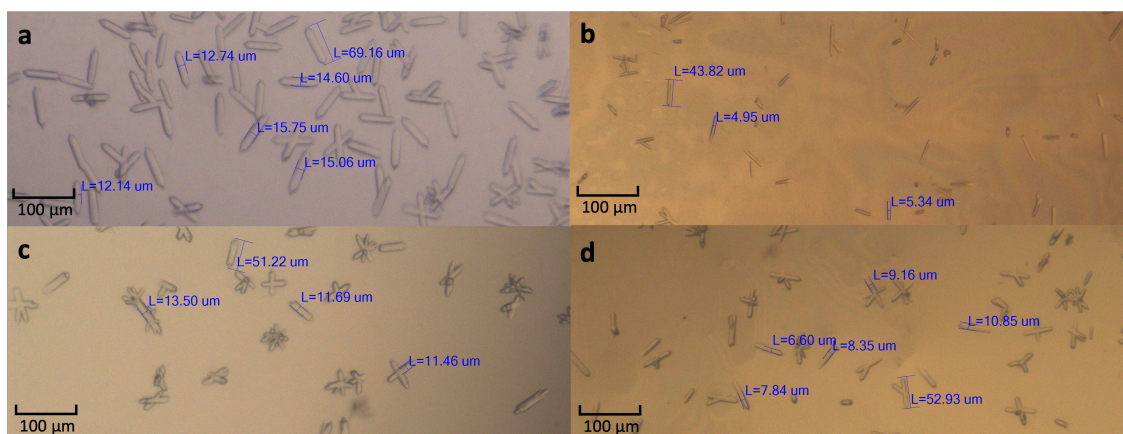 a
L=12.74 um
L=69.16 um
L=14.60 um
L=15.75 um
L=15.06 um
L=12.14 um
100 µm
b
L=43.82 um
L=4.95 um
L=5.34 um
100 µm
c
L=51.22 um
L=13.50 um
L=11.69 um
L=11.46 um
100 µm
d
L=9.16 um
L=10.85 um
L=6.60 um
L=8.35 um
L=7.84 um
L=52.93 um
100 µm